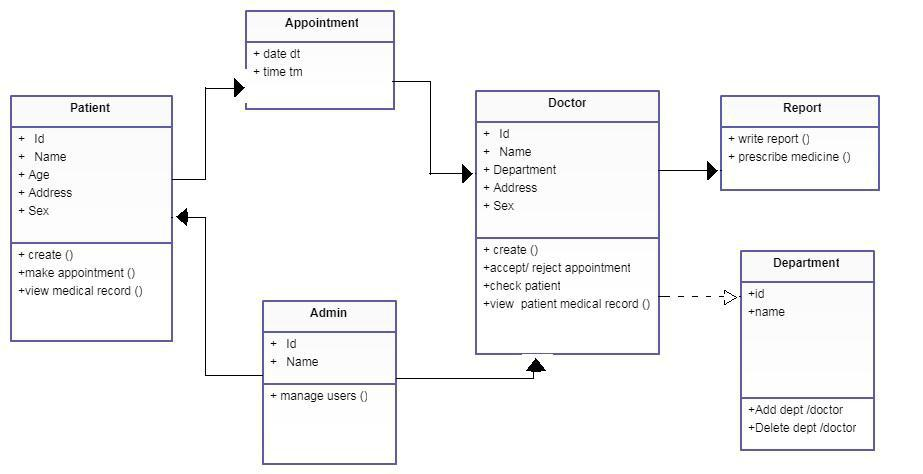 Appointment
+ date dt
+ time tm
Patient
+ Id
+ Name
+ Age
+ Address
+ Sex
+ create ()
+make appointment ()
+view medical record ()
Doctor
+ Id
+ Name
+ Department
+ Address
+ Sex
+ create ()
+accept/ reject appointment
+check patient
+view patient medical record ()
Report
+ write report ()
+ prescribe medicine ()
Department
+id
+name
+Add dept /doctor
+Delete dept /doctor
Admin
+ Id
+ Name
+ manage users ()